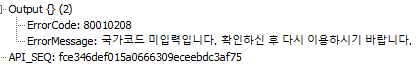 Output {} (2)
ErrorCode: 80010208
ErrorMessage: 국가코드 미입력입니다. 확인하신 후 다시 이용하시기 바랍니다.
API_SEQ: fce346def015a0666309eceebdc3af75